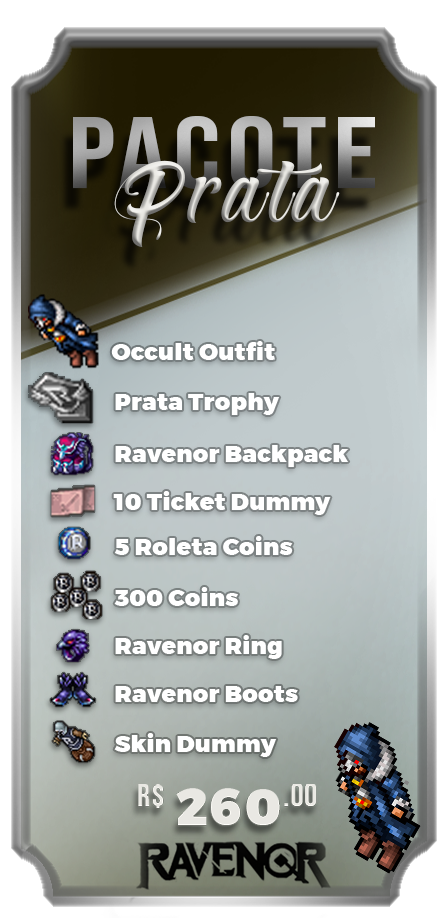 PACOTE
Prata
Occult Outfit
Prata Trophy
Ravenor Backpack
10 Ticket Dummy
5 Roleta Coins
300 Coins
Ravenor Ring
Ravenor Boots
Skin Dummy
R$ 260.00
RAVENOR